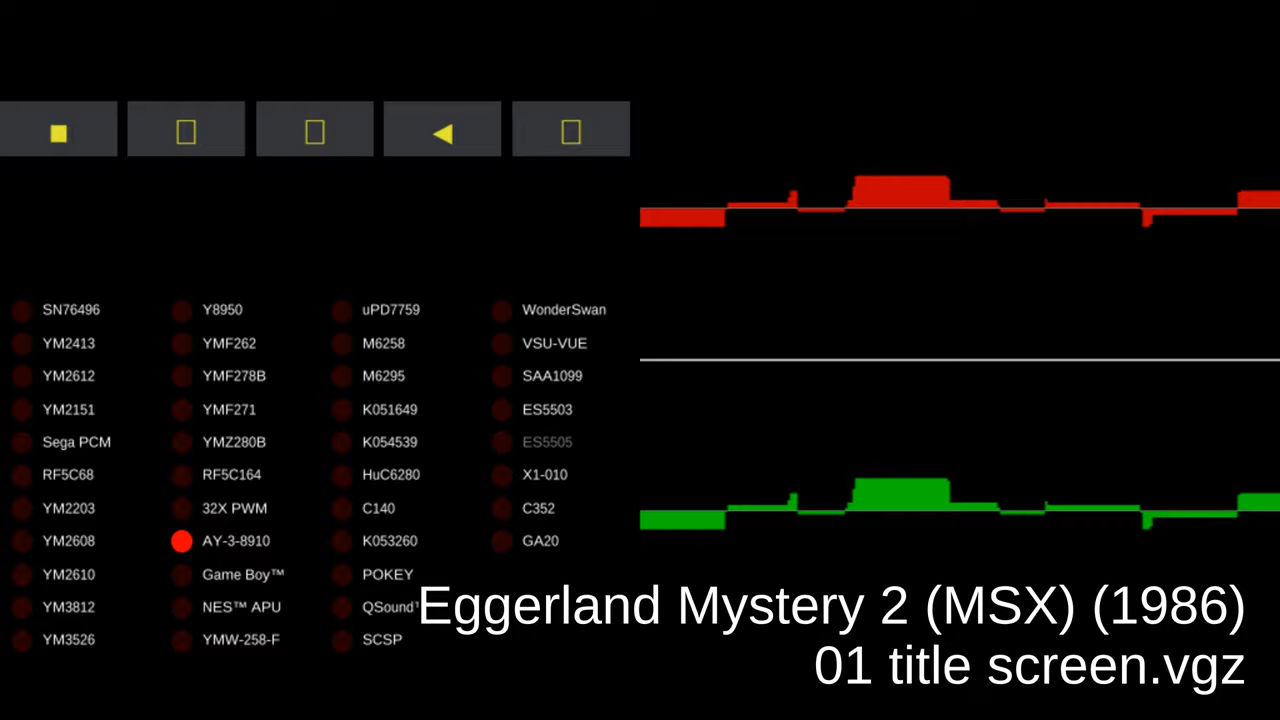 SN76496 Y8950 uPD7759 WonderSwan
YM2413 YMF262 M6258 VSU-VUE
YM2612 YMF278B M6295 SAA1099
YM2151 YMF271 K051649 ES5503
Sega PCM YMZ280B K054539 ES5505
RF5C68 RF5C164 HuC6280 X1-010
YM2203 32X PWM C140 C352
YM2608 AY-3-8910 K053260 GA20
YM2610 Game Boy™ POKEY
YM3812 NES™ APU QSound™
YM3526 YMW-258-F SCSP
Eggerland Mystery 2 (MSX) (1986)
01 title screen.vgz